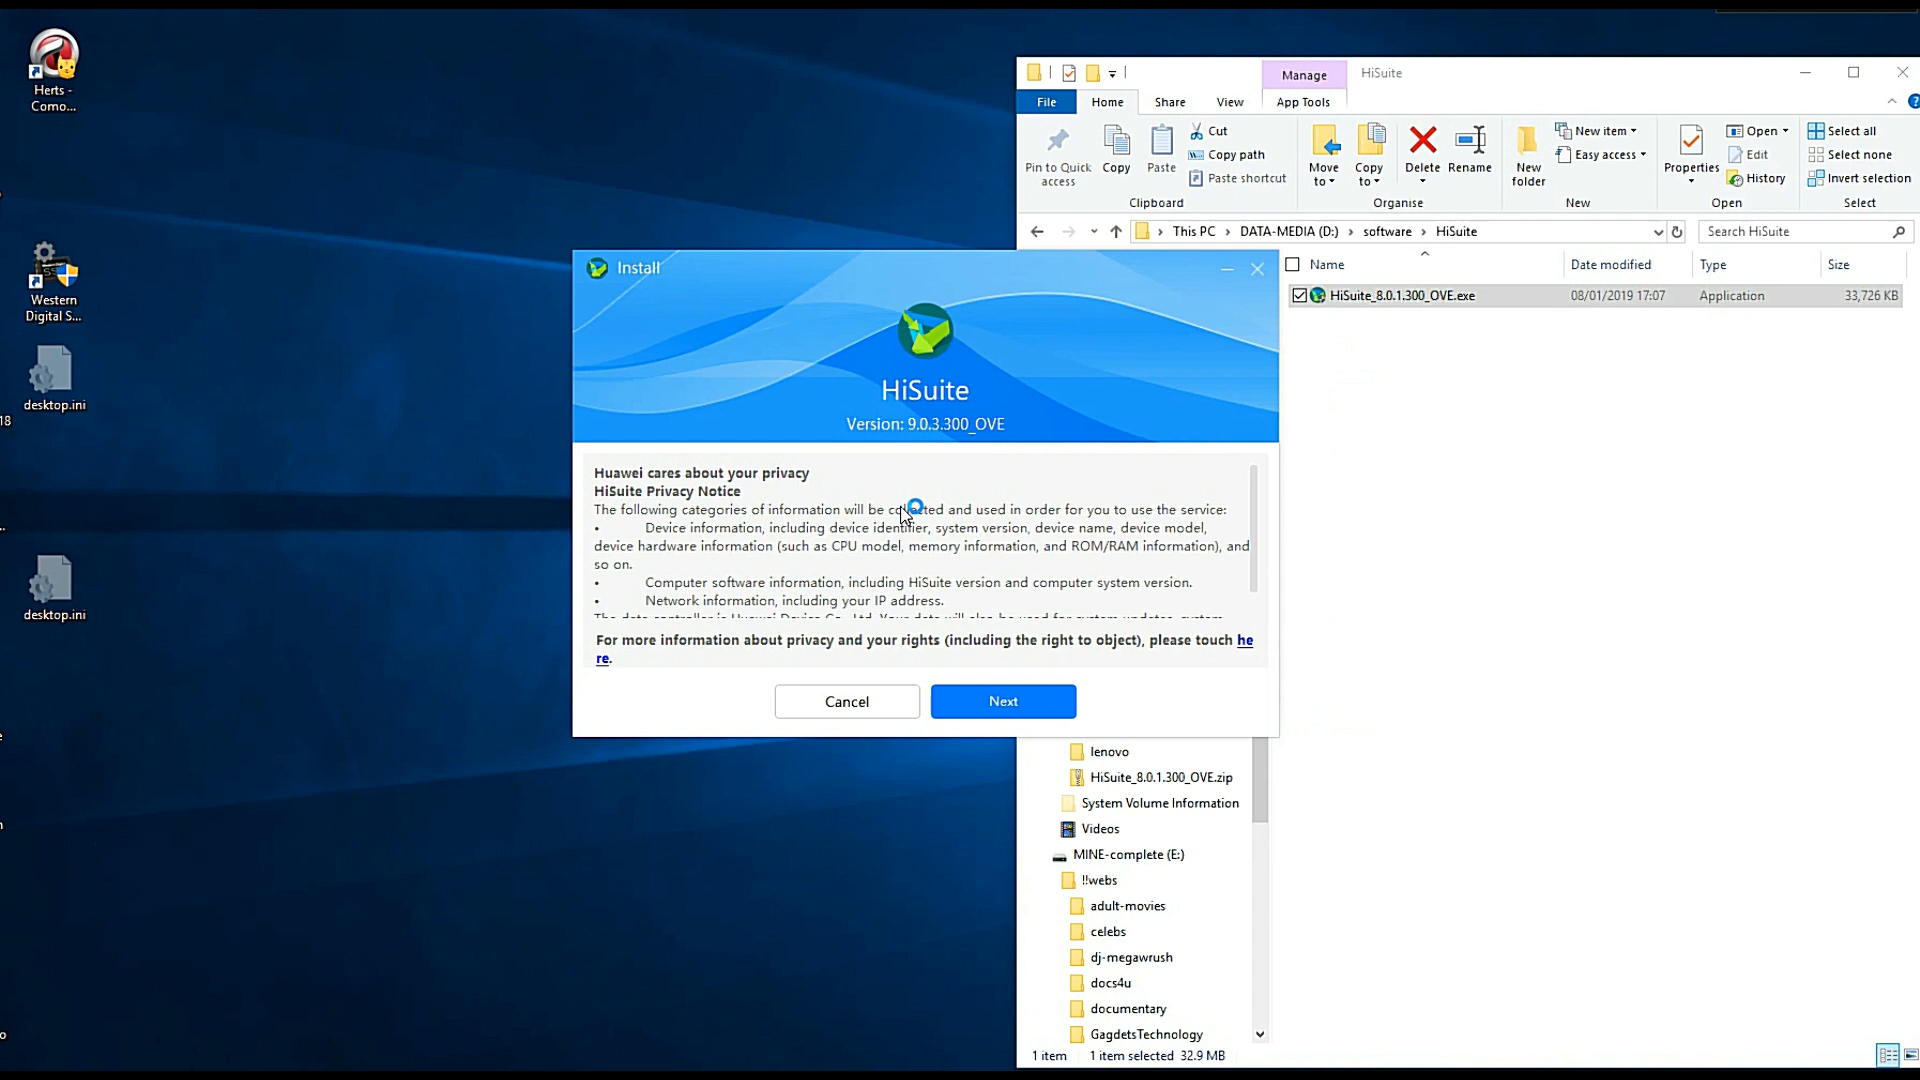 Herts -
Como...
Western
Digital S...
desktop.ini
18
desktop.ini
Manage
HiSuite
File
Home
Share
View
App Tools
Pin to Quick
access
Copy
Paste
Cut
Copy path
Paste shortcut
Clipboard
Move
to
Copy
to
Delete
Rename
Organise
New
folder
New item
Easy access
New
Properties
Open
Edit
History
Open
Select all
Select none
Invert selection
Select
This PC > DATA-MEDIA (D:) > software > HiSuite
Search HiSuite
Name
Date modified
Type
Size
HiSuite_8.0.1.300_OVE.exe
08/01/2019 17:07
Application
33,726 KB
Install
HiSuite
Version: 9.0.3.300_OVE
Huawei cares about your privacy
HiSuite Privacy Notice
The following categories of information will be collected and used in order for you to use the service:
• Device information, including device identifier, system version, device name, device model,
device hardware information (such as CPU model, memory information, and ROM/RAM information), and
so on.
• Computer software information, including HiSuite version and computer system version.
• Network information, including your IP address.
For more information about privacy and your rights (including the right to object), please touch he
re.
Cancel
Next
lenovo
HiSuite_8.0.1.300_OVE.zip
System Volume Information
Videos
MINE-complete (E:)
!!webs
adult-movies
celebs
dj-megawrush
docs4u
documentary
GagdetsTechnology
1 item
1 item selected 32.9 MB